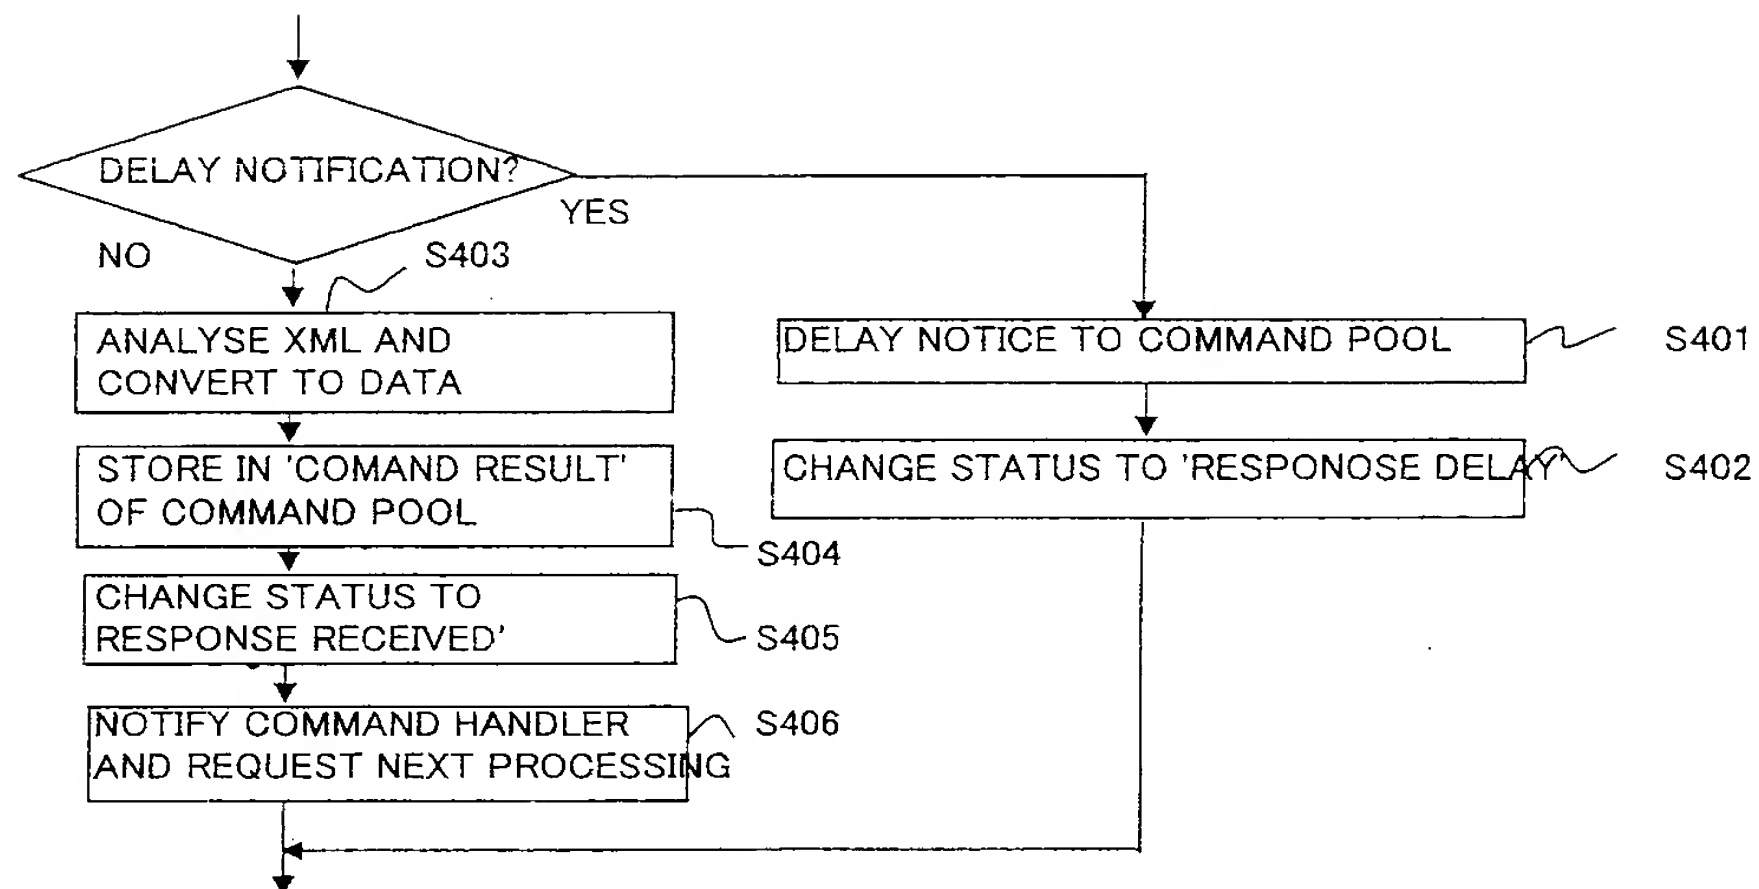 DELAY NOTIFICATION?
YES
NO
S403
ANALYSE XML AND
CONVERT TO DATA
DELAY NOTICE TO COMMAND POOL
S401
STORE IN 'COMAND RESULT'
OF COMMAND POOL
S404
CHANGE STATUS TO 'RESPONOSE DELAY'
S402
CHANGE STATUS TO
RESPONSE RECEIVED'
S405
NOTIFY COMMAND HANDLER
AND REQUEST NEXT PROCESSING
S406